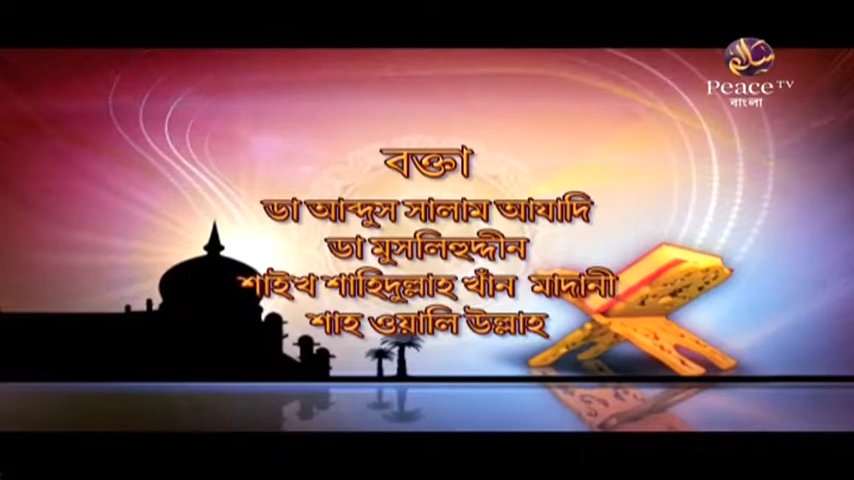 Peace TV
বাংলা
বক্তা
ডা আব্দুস সালাম আযাদি
ডা মুসলিহুদ্দীন
শাইখ শাহিদুল্লাহ খাঁন মাদানী
শাহ ওয়ালি উল্লাহ